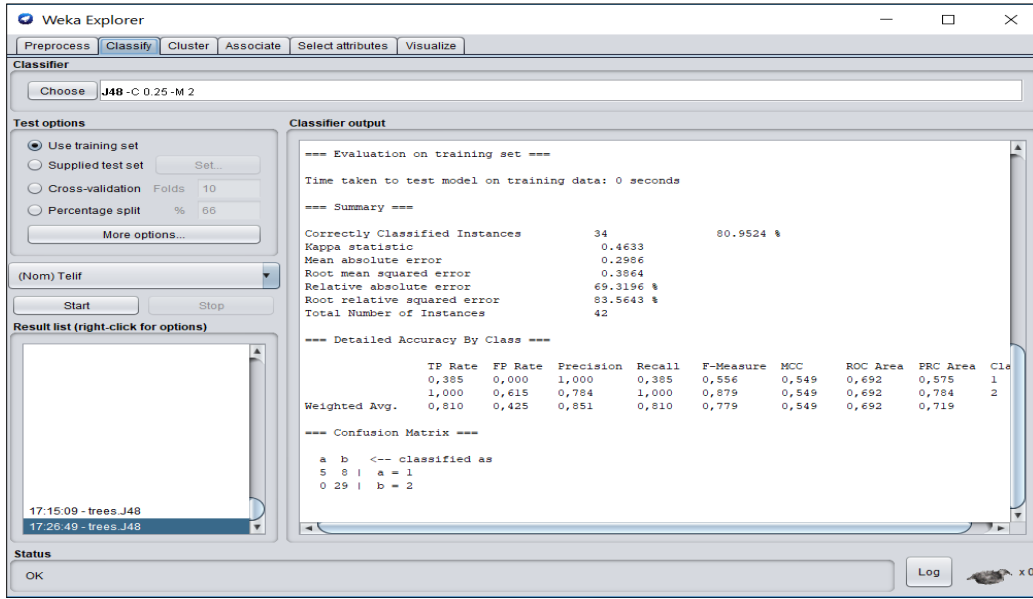 Weka Explorer
Preprocess Classify Cluster Associate Select attributes Visualize
Classifier
Choose J48 -C 0.25 -M 2
Test options
Use training set
Supplied test set Set...
Cross-validation Folds 10
Percentage split % 66
More options...
(Nom) Telif
Start Stop
Result list (right-click for options)
17:15:09 - trees.J48
17:26:49 - trees.J48
Classifier output
=== Evaluation on training set ===
Time taken to test model on training data: 0 seconds
=== Summary ===
Correctly Classified Instances 34 80.9524 %
Kappa statistic 0.4633
Mean absolute error 0.2986
Root mean squared error 0.3864
Relative absolute error 69.3196 %
Root relative squared error 83.5643 %
Total Number of Instances 42
=== Detailed Accuracy By Class ===
TP Rate FP Rate Precision Recall F-Measure MCC ROC Area PRC Area Cla
0,385 0,000 1,000 0,385 0,556 0,549 0,692 0,575 1
1,000 0,615 0,784 1,000 0,879 0,549 0,692 0,784 2
Weighted Avg. 0,810 0,425 0,851 0,810 0,779 0,549 0,692 0,719
=== Confusion Matrix ===
a b <-- classified as
5 8 | a = 1
0 29 | b = 2
Status
OK
Log
x 0